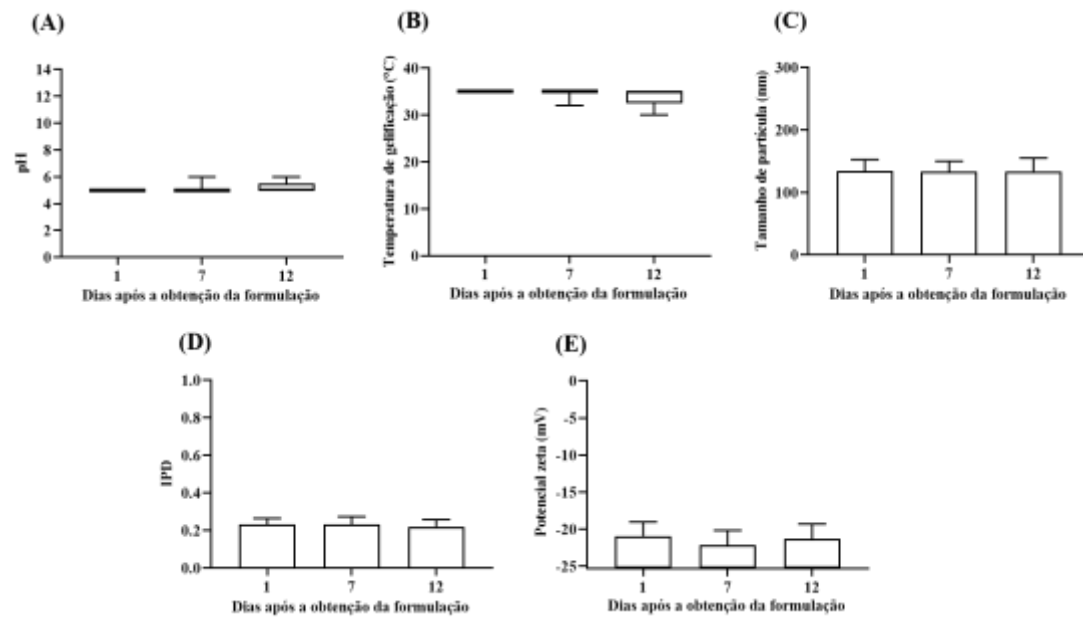 (A)
pH
14
12
10
8
6
4
2
0
1 7 12
Dias após a obtenção da formulação
(B)
Temperatura de gelificação (°C)
40
30
20
10
0
1 7 12
Dias após a obtenção da formulação
(C)
Tamanho de partícula (nm)
300
200
100
0
1 7 12
Dias após a obtenção da formulação
(D)
IPD
1.0
0.8
0.6
0.4
0.2
0.0
1 7 12
Dias após a obtenção da formulação
(E)
Potencial zeta (mV)
0
-5
-10
-15
-20
-25
1 7 12
Dias após a obtenção da formulação